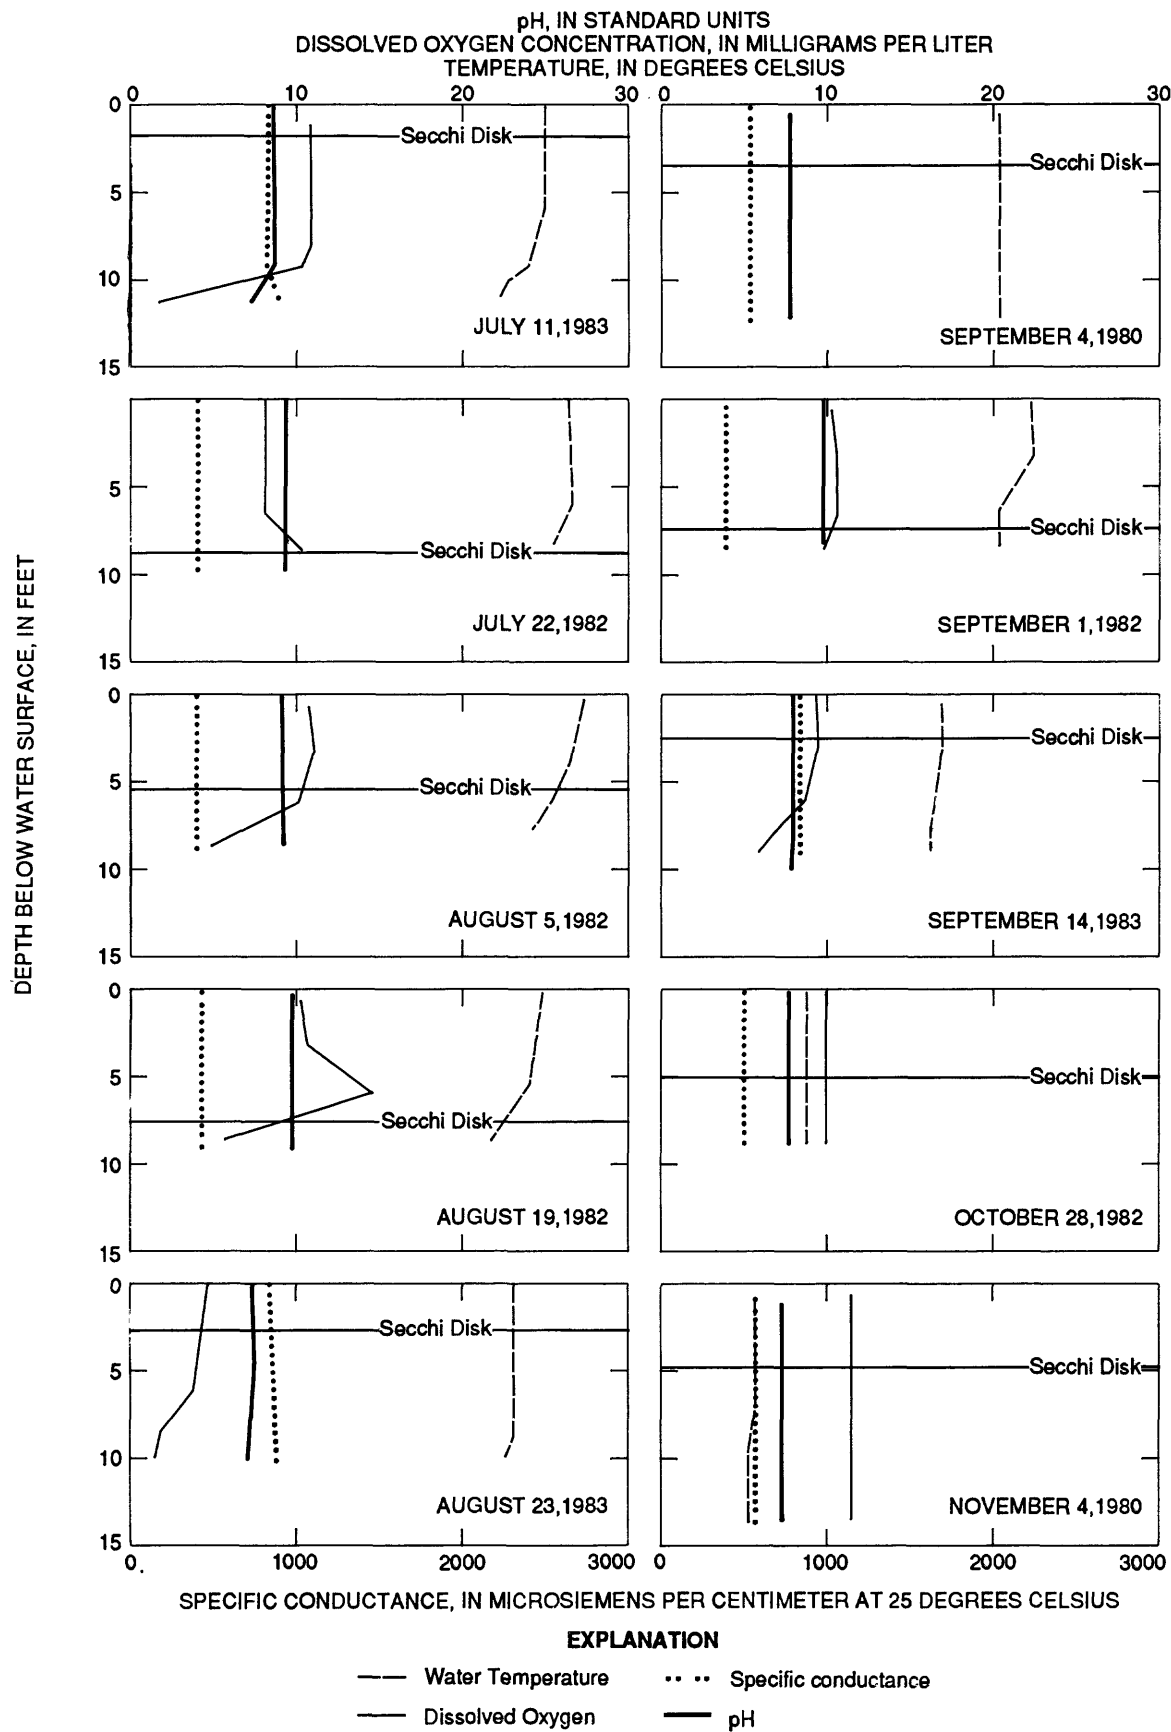 pH, IN STANDARD UNITS
DISSOLVED OXYGEN CONCENTRATION, IN MILLIGRAMS PER LITER
TEMPERATURE, IN DEGREES CELSIUS
0 10 20 30 0 10 20 30
0
Secchi Disk
Secchi Disk
5
10
JULY 11,1983
SEPTEMBER 4,1980
15
5
Secchi Disk
Secchi Disk
10
JULY 22,1982
SEPTEMBER 1,1982
15
0
Secchi Disk
5
Secchi Disk
10
AUGUST 5,1982
SEPTEMBER 14,1983
15
0
5
Secchi Disk
Secchi Disk
10
AUGUST 19,1982
OCTOBER 28,1982
15
0
Secchi Disk
Secchi Disk
5
10
AUGUST 23,1983
NOVEMBER 4,1980
15
0 1000 2000 3000 0 1000 2000 3000
DEPTH BELOW WATER SURFACE, IN FEET
SPECIFIC CONDUCTANCE, IN MICROSIEMENS PER CENTIMETER AT 25 DEGREES CELSIUS
EXPLANATION
Water Temperature
Specific conductance
Dissolved Oxygen
pH